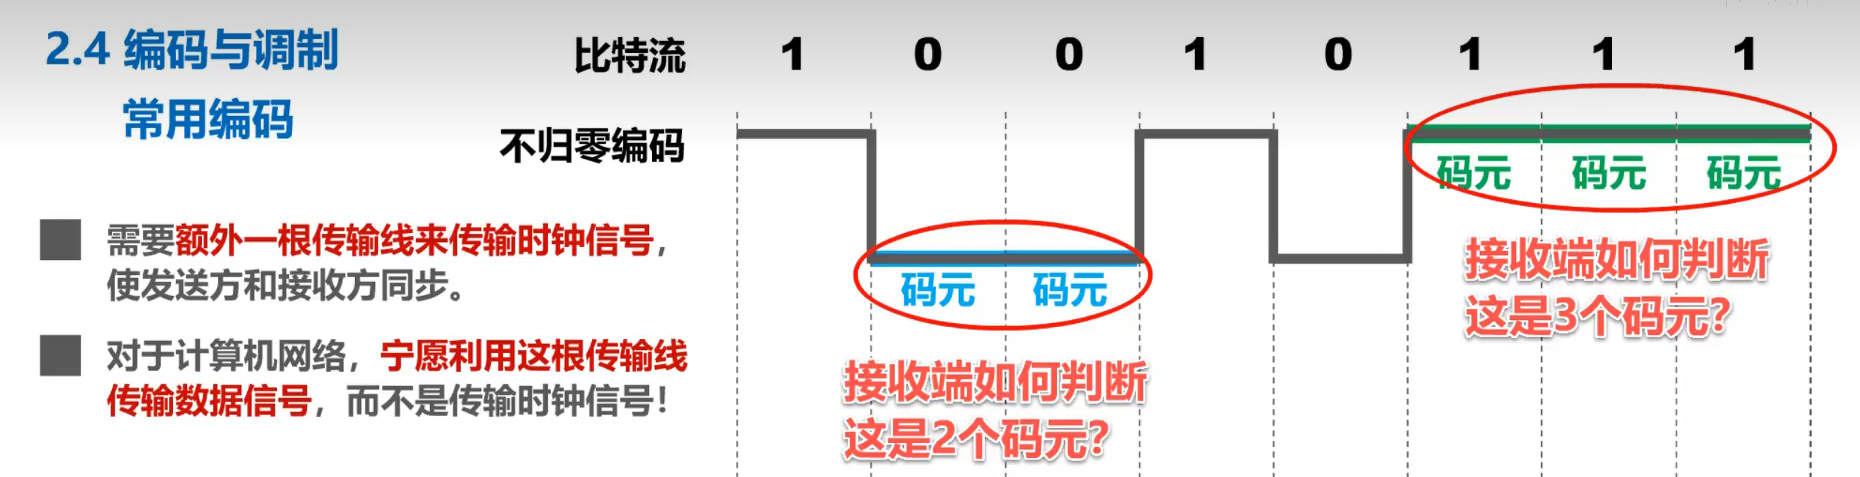 2.4 编码与调制
常用编码
比特流 1 0 0 1 0 1 1 1
不归零编码
码元 码元 码元
码元 码元
需要额外一根传输线来传输时钟信号，
使发送方和接收方同步。
对于计算机网络，宁愿利用这根传输线
传输数据信号，而不是传输时钟信号！
接收端如何判断
这是2个码元?
接收端如何判断
这是3个码元?